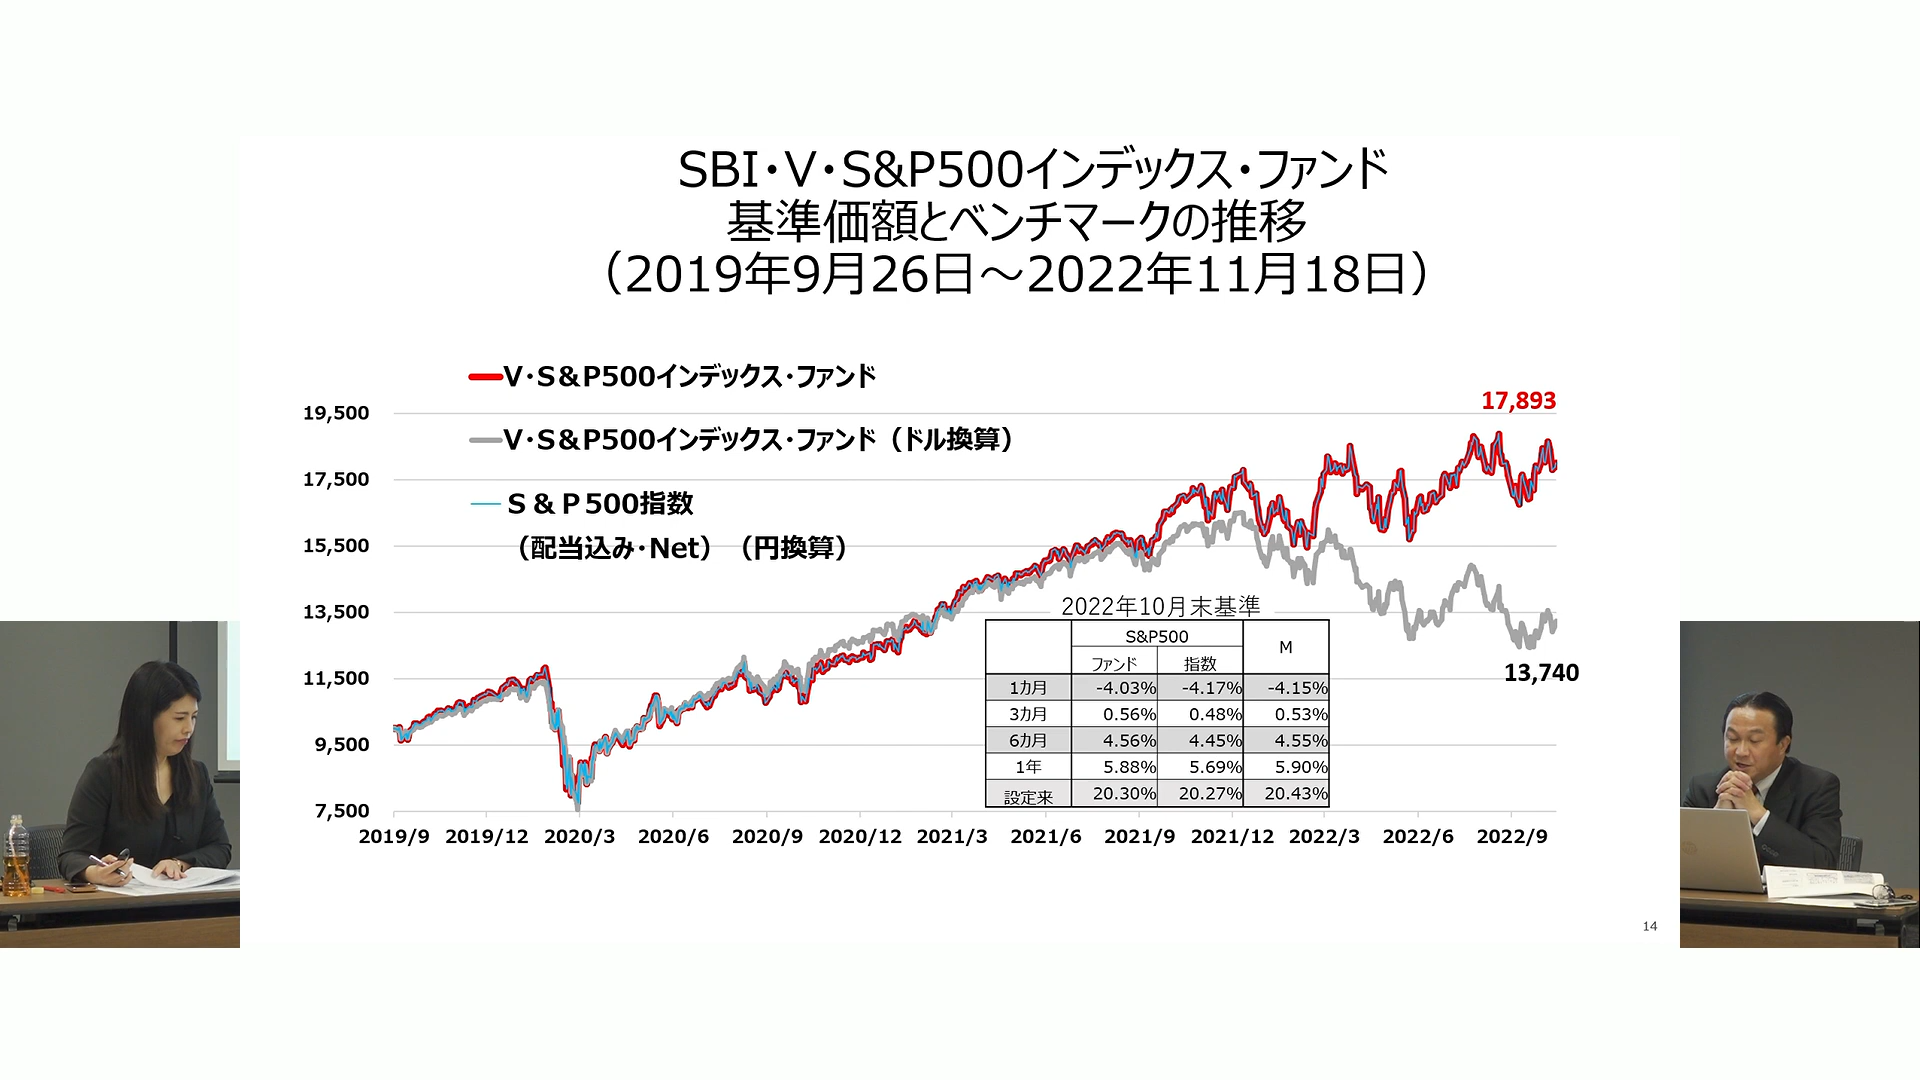 SBI・V・S&P500インデックス・ファンド
基準価額とベンチマークの推移
（2019年9月26日～2022年11月18日）
V・S&P500インデックス・ファンド
V・S&P500インデックス・ファンド（ドル換算）
Ｓ＆Ｐ500指数
（配当込み・Net）（円換算）
17,893
13,740
19,500
17,500
15,500
13,500
11,500
9,500
7,500
2019/9 2019/12 2020/3 2020/6 2020/9 2020/12 2021/3 2021/6 2021/9 2021/12 2022/3 2022/6 2022/9
2022年10月末基準
S&P500 M
ファンド 指数
1カ月 -4.03% -4.17% -4.15%
3カ月 0.56% 0.48% 0.53%
6カ月 4.56% 4.45% 4.55%
1年 5.88% 5.69% 5.90%
設定来 20.30% 20.27% 20.43%
14